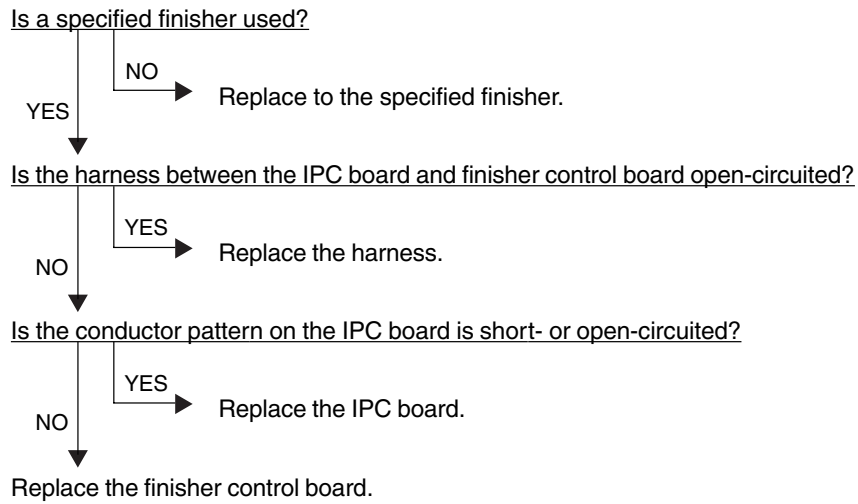 Is a specified finisher used?
NO
Replace to the specified finisher.
YES
Is the harness between the IPC board and finisher control board open-circuited?
YES
Replace the harness.
NO
Is the conductor pattern on the IPC board is short- or open-circuited?
YES
Replace the IPC board.
NO
Replace the finisher control board.